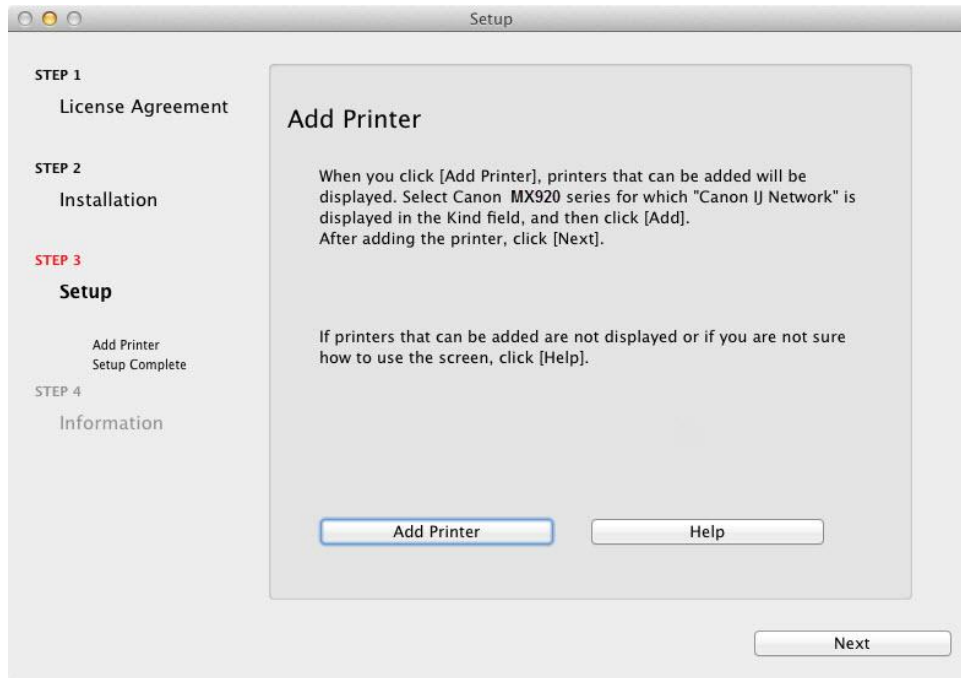 Setup
STEP 1
License Agreement
STEP 2
Installation
STEP 3
Setup
Add Printer
Setup Complete
STEP 4
Information
Add Printer
When you click [Add Printer], printers that can be added will be
displayed. Select Canon MX920 series for which "Canon IJ Network" is
displayed in the Kind field, and then click [Add].
After adding the printer, click [Next].
If printers that can be added are not displayed or if you are not sure
how to use the screen, click [Help].
Add Printer
Help
Next